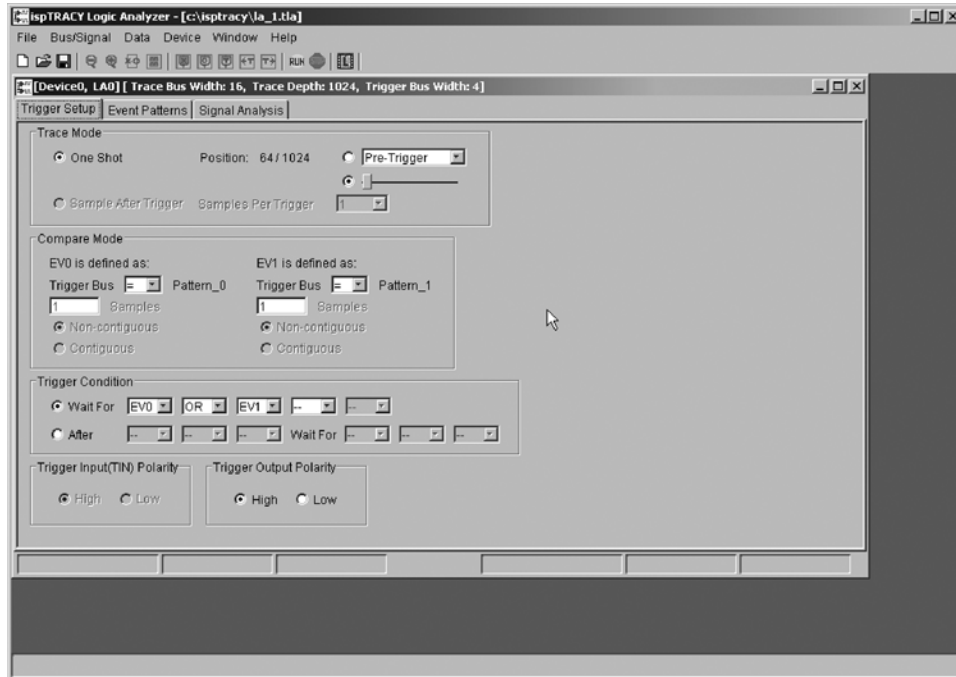 ispTRACY Logic Analyzer - [c:\isptracy\la_1.tla]
File Bus/Signal Data Device Window Help
RUN
[Device0, LA0] [ Trace Bus Width: 16, Trace Depth: 1024, Trigger Bus Width: 4]
Trigger Setup Event Patterns Signal Analysis
Trace Mode
One Shot Position: 64 / 1024 Pre-Trigger
Sample After Trigger Samples Per Trigger 1
Compare Mode
EV0 is defined as: EV1 is defined as:
Trigger Bus = Pattern_0 Trigger Bus = Pattern_1
1 Samples 1 Samples
Non-contiguous Non-contiguous
Contiguous Contiguous
Trigger Condition
Wait For EV0 OR EV1 -- --
After -- -- -- Wait For -- -- --
Trigger Input(TIN) Polarity Trigger Output Polarity
High Low High Low